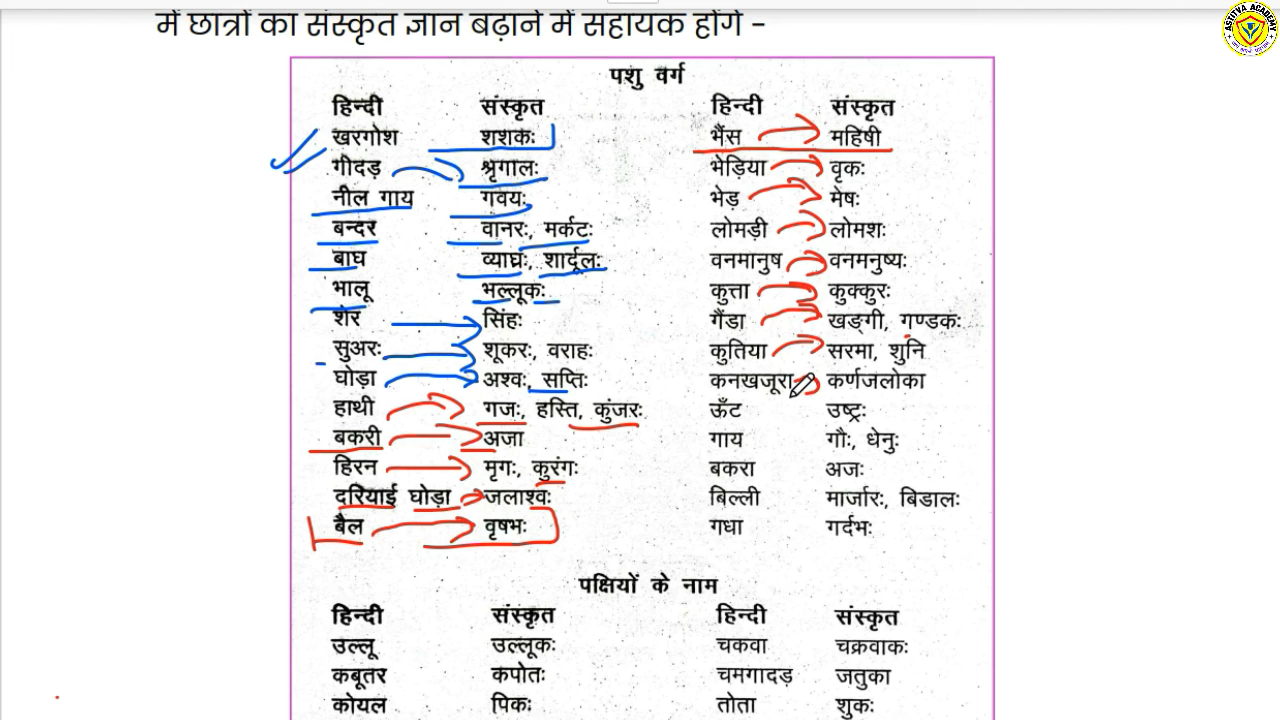 में छात्रों का संस्कृत ज्ञान बढ़ाने में सहायक होंगे -
ASTITVA ACADEMY
पशु वर्ग
हिन्दी संस्कृत हिन्दी संस्कृत
खरगोश शशकः भैंस महिषी
गीदड़ श्रृगालः भेड़िया वृकः
नील गाय गवयः भेड़ मेषः
बन्दर वानरः, मर्कटः लोमड़ी लोमशः
बाघ व्याघ्रः, शार्दूलः वनमानुष वनमनुष्यः
भालू भल्लूकः कुत्ता कुक्कुरः
शेर सिंहः गैंडा खङ्गी, गण्डकः
सुअरः शूकरः, वराहः कुतिया सरमा, शुनि
घोड़ा अश्वः, सप्तिः कनखजूरा कर्णजलोका
हाथी गजः, हस्ति, कुंजरः ऊँट उष्ट्रः
बकरी अजा गाय गौः, धेनुः
हिरन मृगः, कुरंगः बकरा अजः
दरियाई घोड़ा जलाश्वः बिल्ली मार्जारः, बिडालः
बैल वृषभः गधा गर्दभः
पक्षियों के नाम
हिन्दी संस्कृत हिन्दी संस्कृत
उल्लू उल्लूकः चकवा चक्रवाकः
कबूतर कपोतः चमगादड़ जतुका
कोयल पिकः तोता शुकः